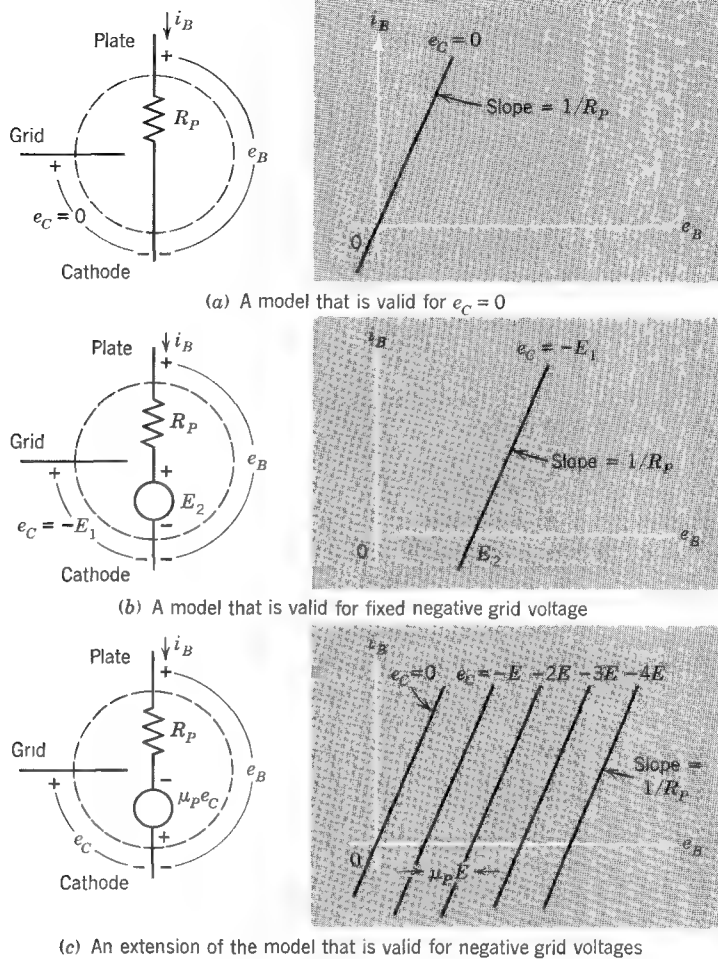 Plate
i_B
+
R_P
Grid
+
e_B
e_C = 0
− −
Cathode
i_B
e_C = 0
Slope = 1/R_P
0
e_B
(a) A model that is valid for e_C = 0
Plate
i_B
+
R_P
Grid
+
+
e_B
E_2
e_C = −E_1
−
− −
Cathode
i_B
e_C = −E_1
Slope = 1/R_P
0
E_2
e_B
(b) A model that is valid for fixed negative grid voltage
Plate
i_B
+
R_P
Grid
−
+
e_B
μ_P e_C
e_C
+
− −
Cathode
i_B
e_C=0 e_C=−E −2E −3E −4E
Slope =
1/R_P
0
μ_P E
e_B
(c) An extension of the model that is valid for negative grid voltages